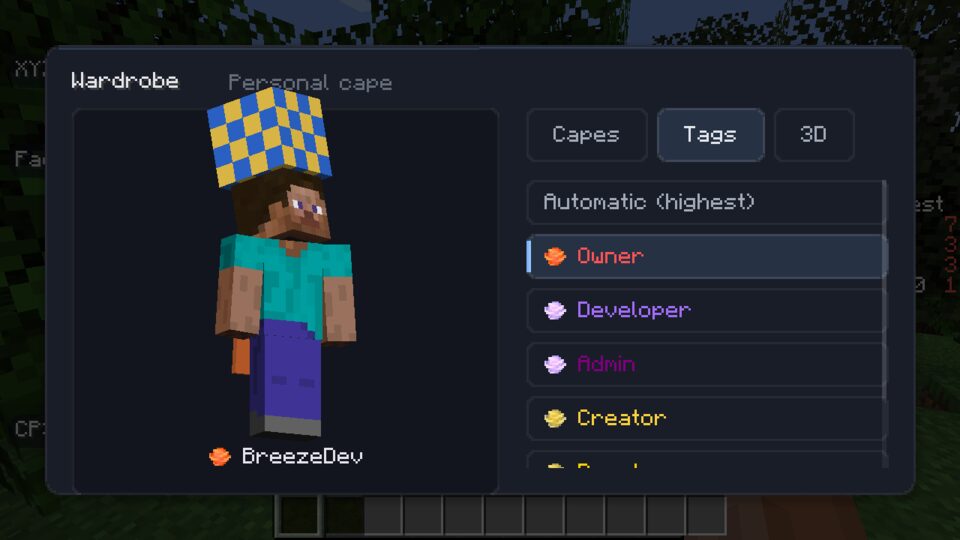 Wardrobe
Personal cape
Capes
Tags
3D
Automatic (highest)
Owner
Developer
Admin
Creator
BreezeDev